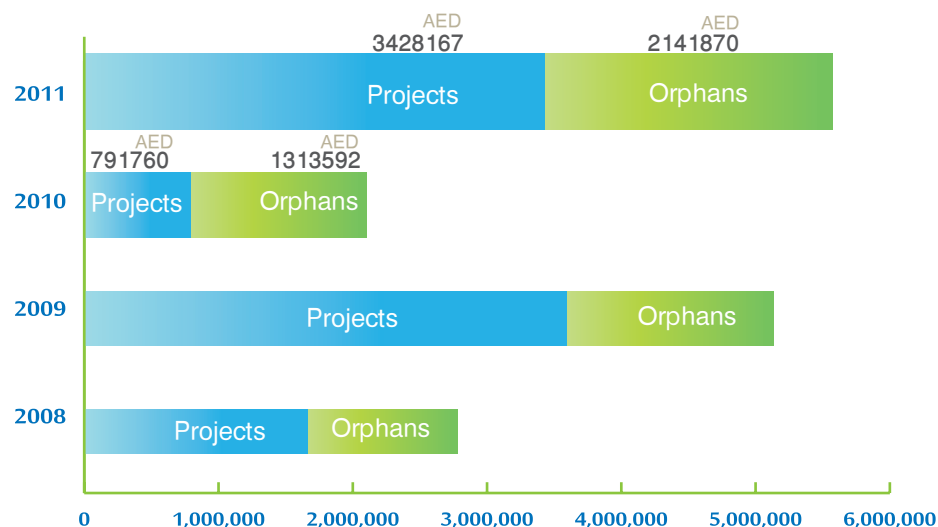 AED AED
3428167 2141870
2011 Projects Orphans
AED AED
791760 1313592
2010 Projects Orphans
2009 Projects Orphans
2008 Projects Orphans
0 1,000,000 2,000,000 3,000,000 4,000,000 5,000,000 6,000,000